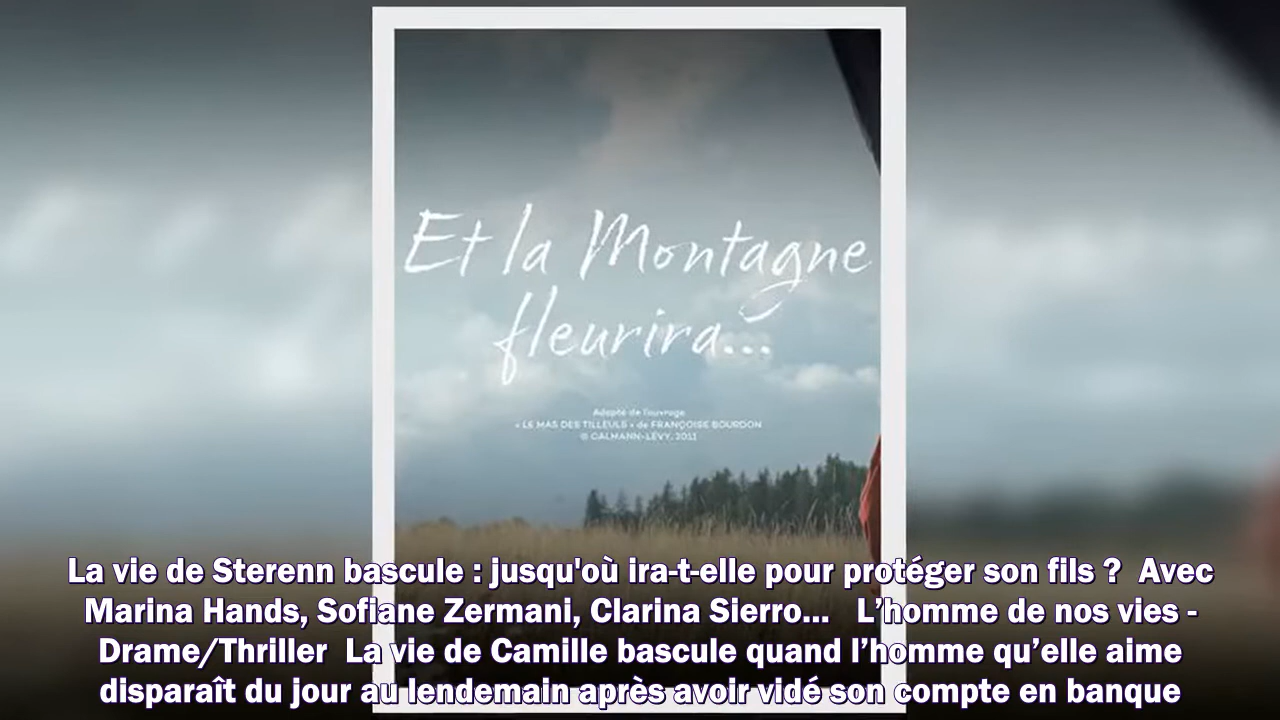 Et la Montagne
fleurira...
Adapté de l'ouvrage
« LE MAS DES TILLEULS » de FRANÇOISE BOURDON
© CALMANN-LÉVY, 2011
La vie de Sterenn bascule : jusqu'où ira-t-elle pour protéger son fils ? Avec
Marina Hands, Sofiane Zermani, Clarina Sierro... L’homme de nos vies -
Drame/Thriller La vie de Camille bascule quand l’homme qu’elle aime
disparaît du jour au lendemain après avoir vidé son compte en banque